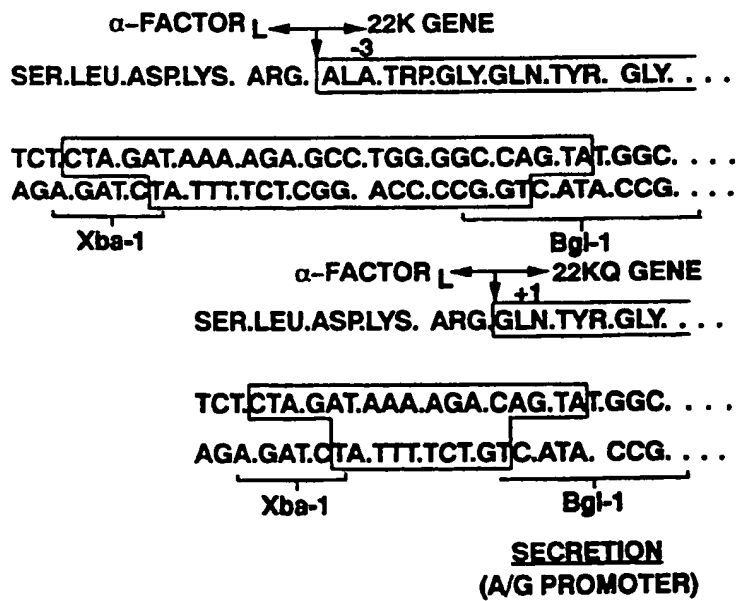 α-FACTOR L 22K GENE
-3
SER.LEU.ASP.LYS. ARG. ALA.TRP.GLY.GLN.TYR. GLY. . . .
TCT.CTA.GAT.AAA.AGA.GCC.TGG.GGC.CAG.TAT.GGC. . . .
AGA.GAT.CTA.TTT.TCT.CGG. ACC.CCG.GTC.ATA.CCG. . . .
Xba-1 Bgl-1
α-FACTOR L 22KQ GENE
+1
SER.LEU.ASP.LYS. ARG.GLN.TYR.GLY. . . .
TCT.CTA.GAT.AAA.AGA.CAG.TAT.GGC. . . .
AGA.GAT.CTA.TTT.TCT.GTC.ATA. CCG. . . .
Xba-1 Bgl-1
SECRETION
(A/G PROMOTER)